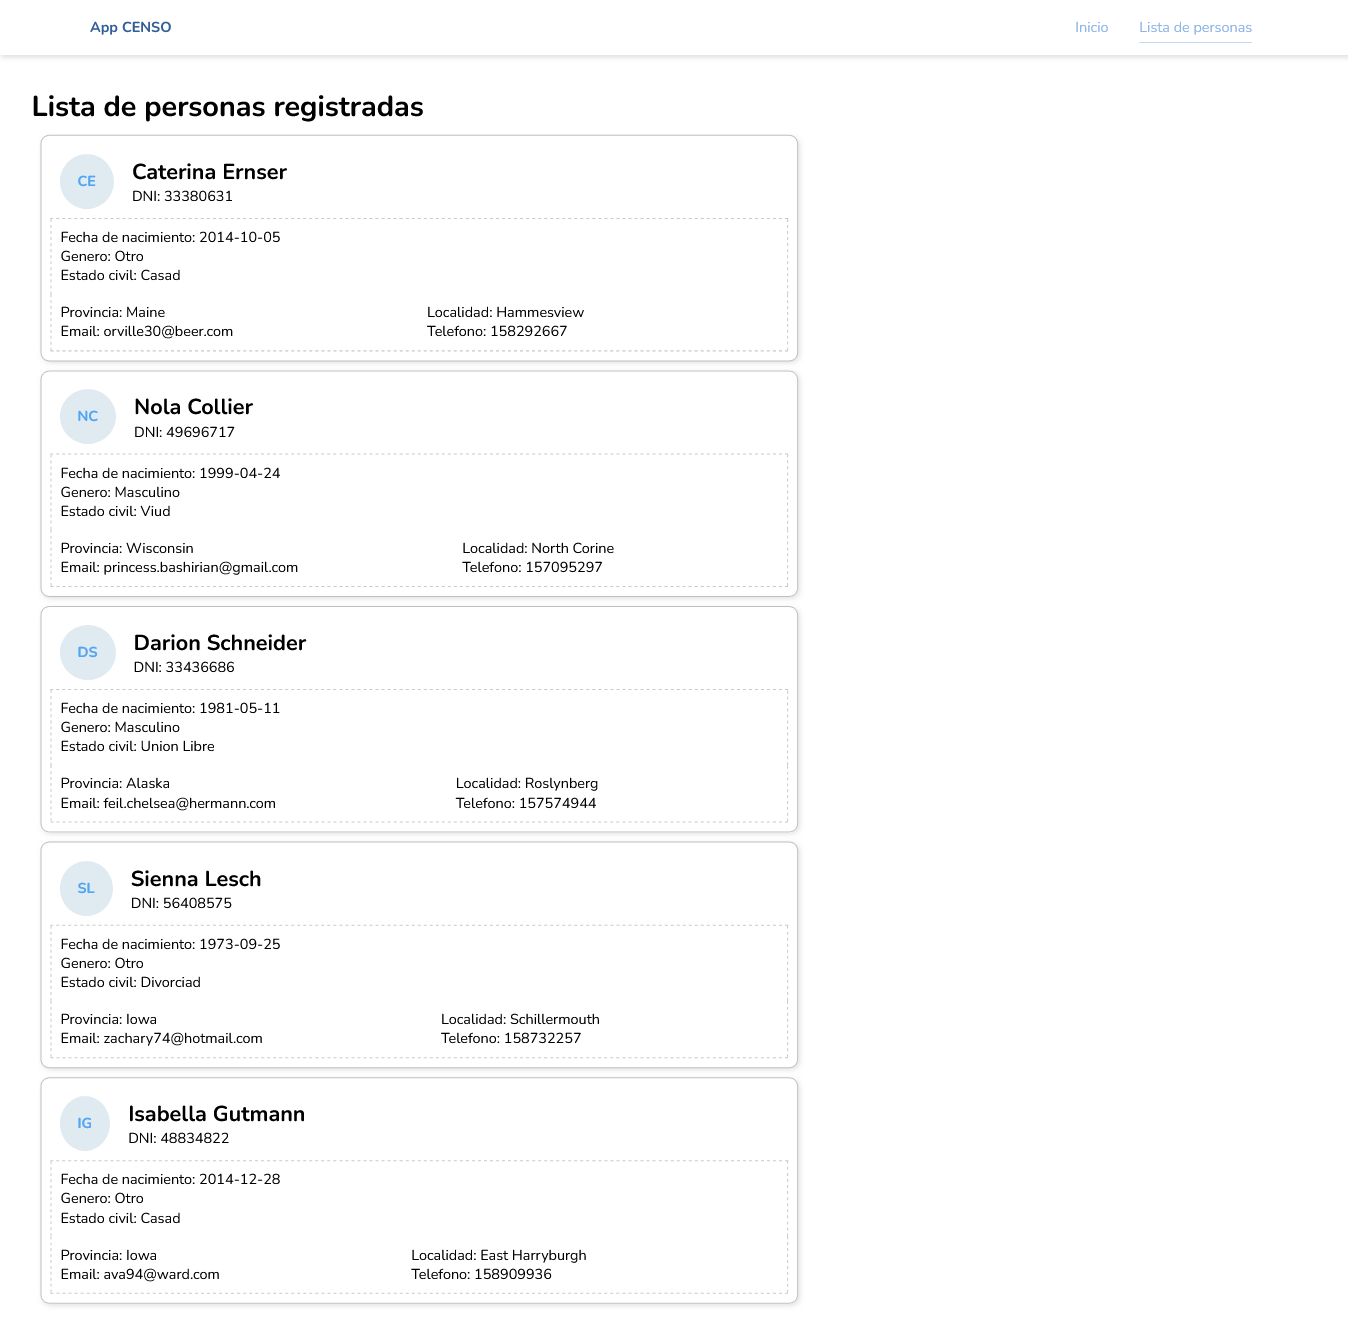 App CENSO
Inicio
Lista de personas
Lista de personas registradas
CE
Caterina Ernser
DNI: 33380631
Fecha de nacimiento: 2014-10-05
Genero: Otro
Estado civil: Casad
Provincia: Maine
Localidad: Hammesview
Email: orville30@beer.com
Telefono: 158292667
NC
Nola Collier
DNI: 49696717
Fecha de nacimiento: 1999-04-24
Genero: Masculino
Estado civil: Viud
Provincia: Wisconsin
Localidad: North Corine
Email: princess.bashirian@gmail.com
Telefono: 157095297
DS
Darion Schneider
DNI: 33436686
Fecha de nacimiento: 1981-05-11
Genero: Masculino
Estado civil: Union Libre
Provincia: Alaska
Localidad: Roslynberg
Email: feil.chelsea@hermann.com
Telefono: 157574944
SL
Sienna Lesch
DNI: 56408575
Fecha de nacimiento: 1973-09-25
Genero: Otro
Estado civil: Divorciad
Provincia: Iowa
Localidad: Schillermouth
Email: zachary74@hotmail.com
Telefono: 158732257
IG
Isabella Gutmann
DNI: 48834822
Fecha de nacimiento: 2014-12-28
Genero: Otro
Estado civil: Casad
Provincia: Iowa
Localidad: East Harryburgh
Email: ava94@ward.com
Telefono: 158909936